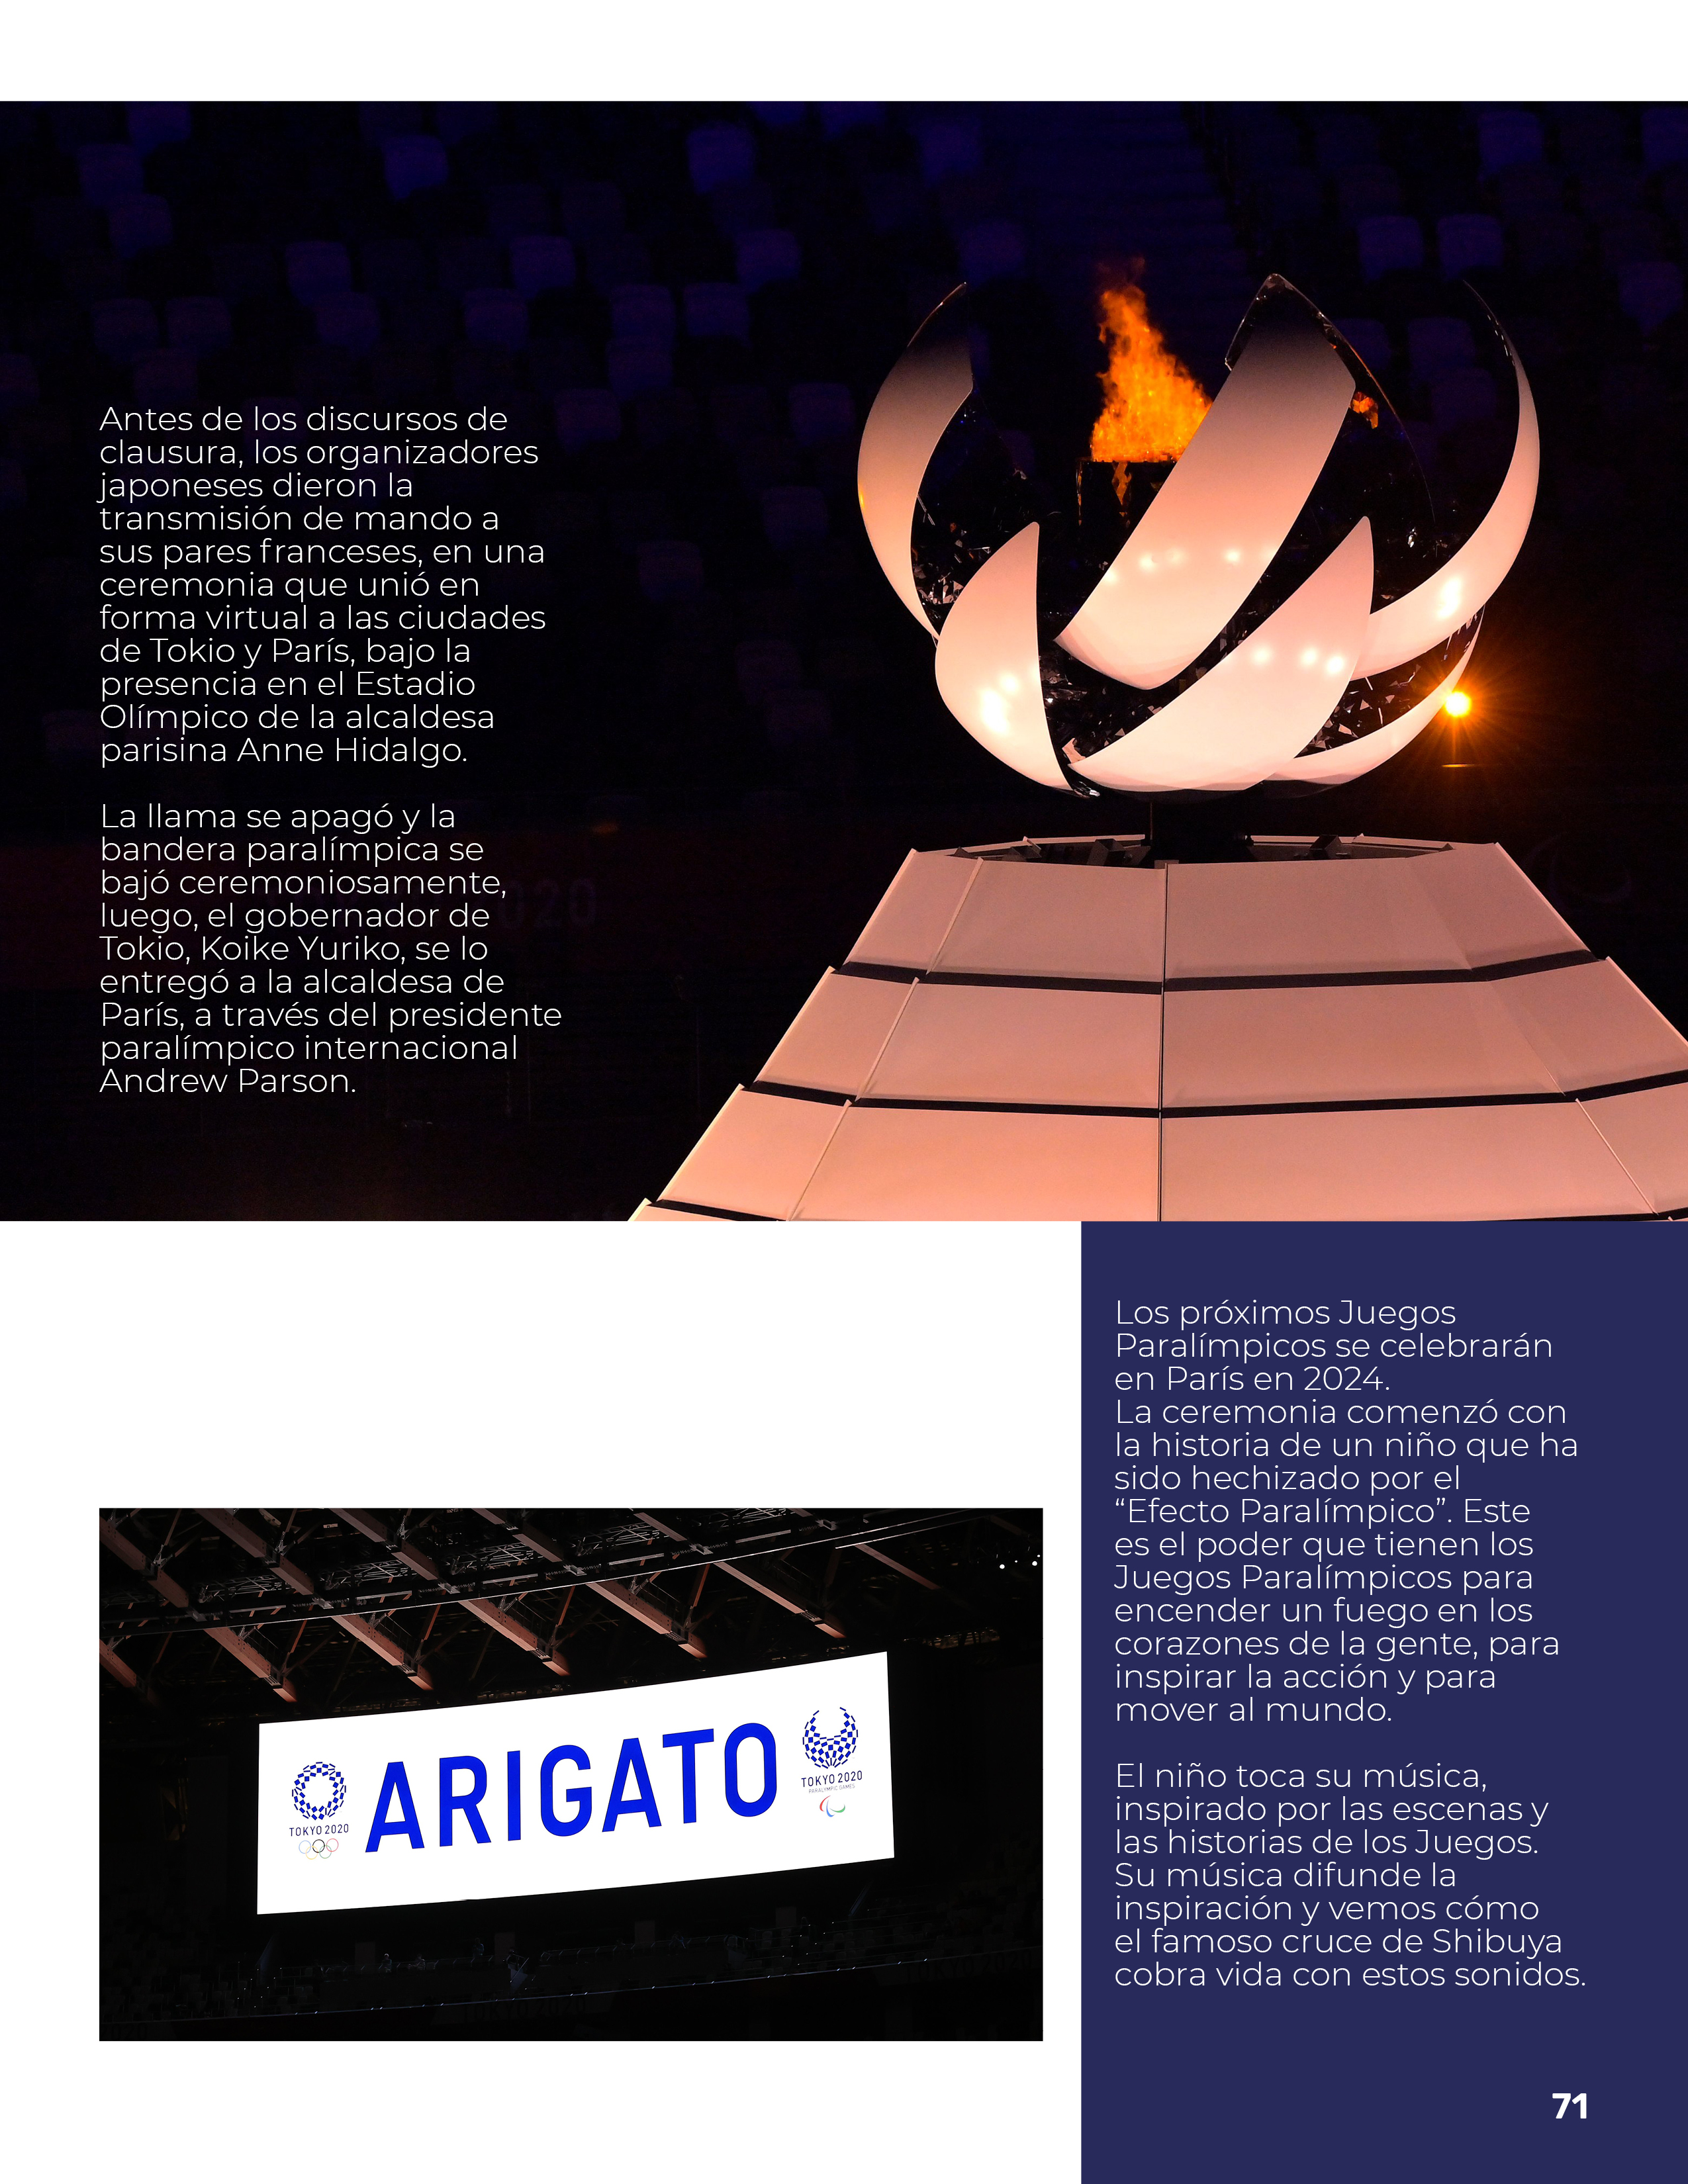 Antes de los discursos de
clausura, los organizadores
japoneses dieron la
transmisión de mando a
sus pares franceses, en una
ceremonia que unió en
forma virtual a las ciudades
de Tokio y París, bajo la
presencia en el Estadio
Olímpico de la alcaldesa
parisina Anne Hidalgo.
La llama se apagó y la
bandera paralímpica se
bajó ceremoniosamente,
luego, el gobernador de
Tokio, Koike Yuriko, se lo
entregó a la alcaldesa de
París, a través del presidente
paralímpico internacional
Andrew Parson.
2020
ARIGATO
TOKYO 2020
TOKYO 2020
PARALYMPIC GAMES
Los próximos Juegos
Paralímpicos se celebrarán
en París en 2024.
La ceremonia comenzó con
la historia de un niño que ha
sido hechizado por el
“Efecto Paralímpico”. Este
es el poder que tienen los
Juegos Paralímpicos para
encender un fuego en los
corazones de la gente, para
inspirar la acción y para
mover al mundo.
El niño toca su música,
inspirado por las escenas y
las historias de los Juegos.
Su música difunde la
inspiración y vemos cómo
el famoso cruce de Shibuya
cobra vida con estos sonidos.
71